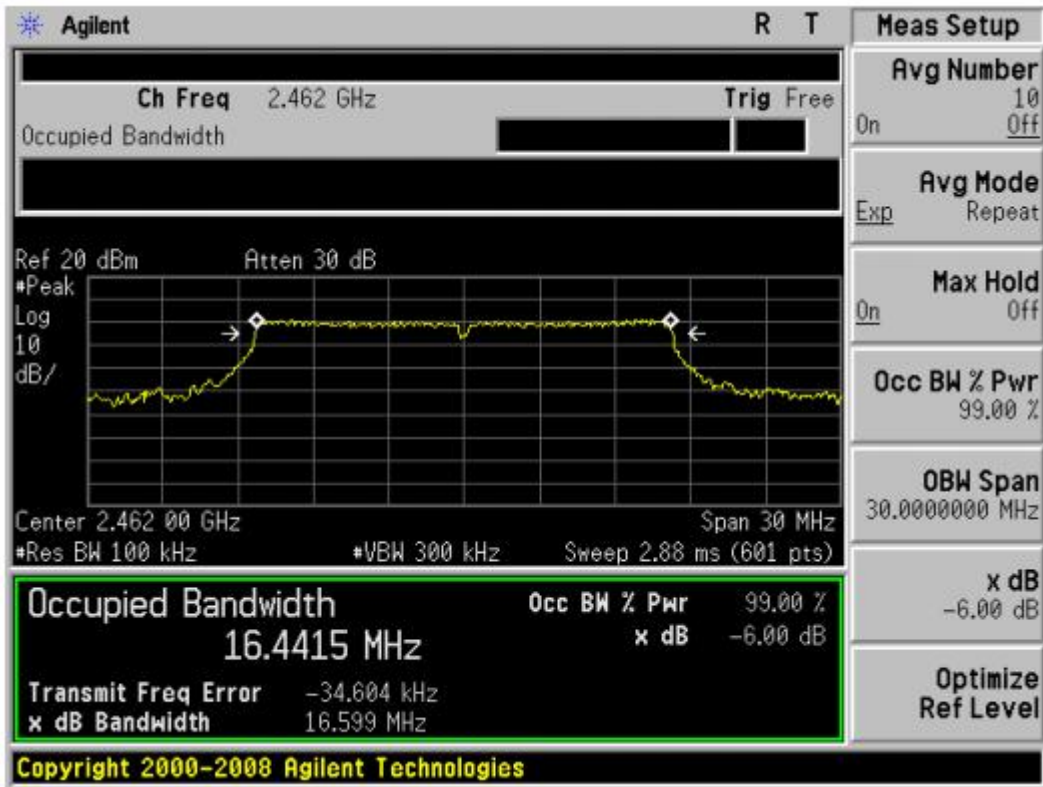 Agilent R T
Ch Freq 2.462 GHz Trig Free
Occupied Bandwidth
Ref 20 dBm Atten 30 dB
#Peak
Log
10
dB/
Center 2.462 00 GHz Span 30 MHz
#Res BW 100 kHz #VBW 300 kHz Sweep 2.88 ms (601 pts)
Occupied Bandwidth Occ BW % Pwr 99.00 %
16.4415 MHz x dB -6.00 dB
Transmit Freq Error -34.604 kHz
x dB Bandwidth 16.599 MHz
Copyright 2000-2008 Agilent Technologies
Meas Setup
Avg Number
10
On Off
Avg Mode
Exp Repeat
Max Hold
On Off
Occ BW % Pwr
99.00 %
OBW Span
30.0000000 MHz
x dB
-6.00 dB
Optimize
Ref Level